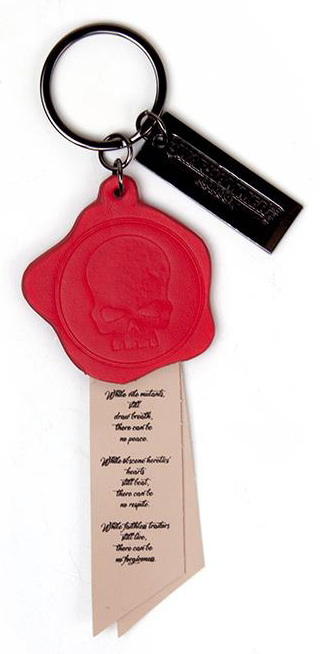 While vile mutants,
still
draw breath,
there can be
no peace.
While obscene heretics'
hearts
still beat,
there can be
no respite.
While faithless traitors
still live,
there can be
no forgiveness.